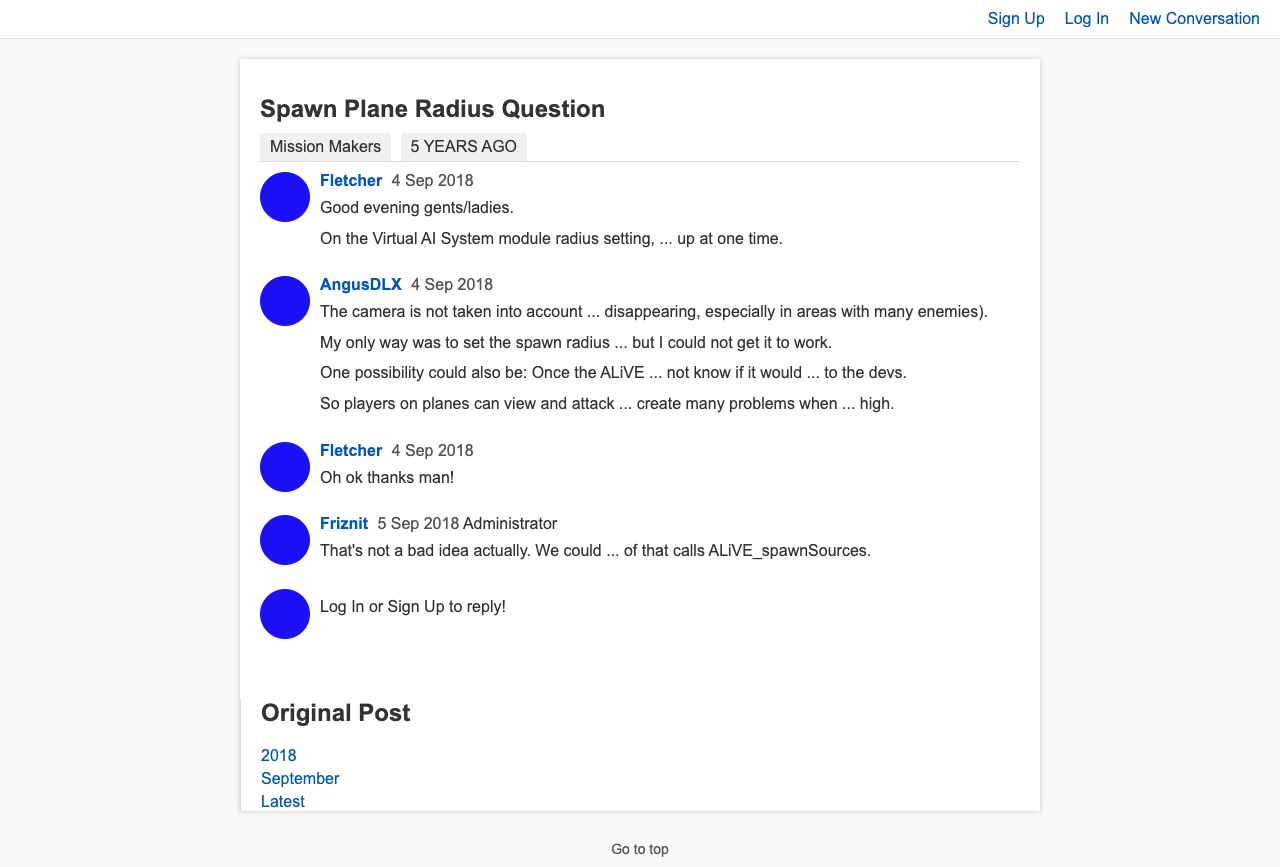 Sign Up Log In New Conversation
Spawn Plane Radius Question
Mission Makers 5 YEARS AGO
Fletcher 4 Sep 2018
Good evening gents/ladies.
On the Virtual AI System module radius setting, ... up at one time.
AngusDLX 4 Sep 2018
The camera is not taken into account ... disappearing, especially in areas with many enemies).
My only way was to set the spawn radius ... but I could not get it to work.
One possibility could also be: Once the ALiVE ... not know if it would ... to the devs.
So players on planes can view and attack ... create many problems when ... high.
Fletcher 4 Sep 2018
Oh ok thanks man!
Friznit 5 Sep 2018 Administrator
That's not a bad idea actually. We could ... of that calls ALiVE_spawnSources.
Log In or Sign Up to reply!
Original Post
2018
September
Latest
Go to top